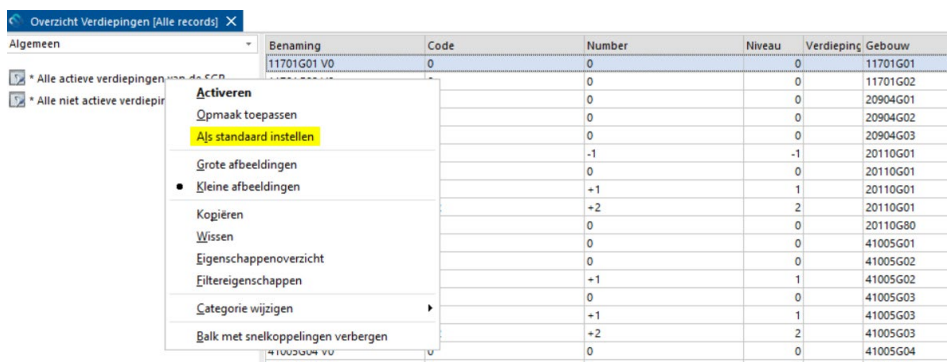 Overzicht Verdiepingen [Alle records] X
Algemeen
* Alle actieve verdiepingen van de SCP
* Alle niet actieve
Activeren
Opmaak toepassen
Als standaard instellen
Grote afbeeldingen
Kleine afbeeldingen
Kopiëren
Wissen
Eigenschappenoverzicht
Filtereigenschappen
Categorie wijzigen
Balk met snelkoppelingen verbergen
Benaming Code Number Niveau Verdieping Gebouw
11701G01 V0 0 0 0 11701G01
0 0 11701G02
0 0 20904G01
0 0 20904G02
0 0 20904G03
-1 -1 20110G01
0 0 20110G01
+1 1 20110G01
+2 2 20110G01
0 0 20110G80
0 0 41005G01
0 0 41005G02
+1 1 41005G02
0 0 41005G03
+1 1 41005G03
+2 2 41005G03
41005G04 V0 0 0 0 41005G04